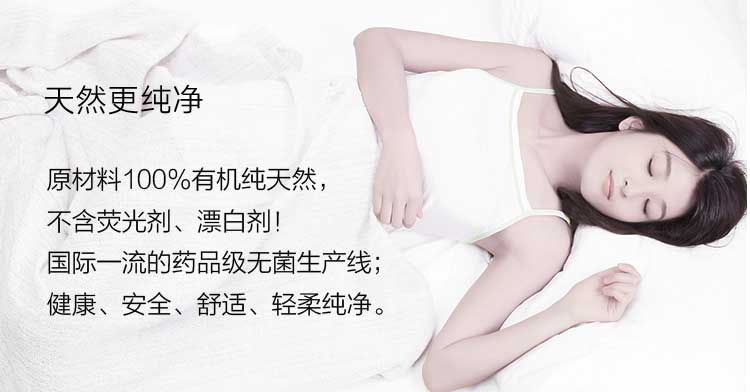 天然更纯净
原材料100%有机纯天然，
不含荧光剂、漂白剂！
国际一流的药品级无菌生产线；
健康、安全、舒适、轻柔纯净。